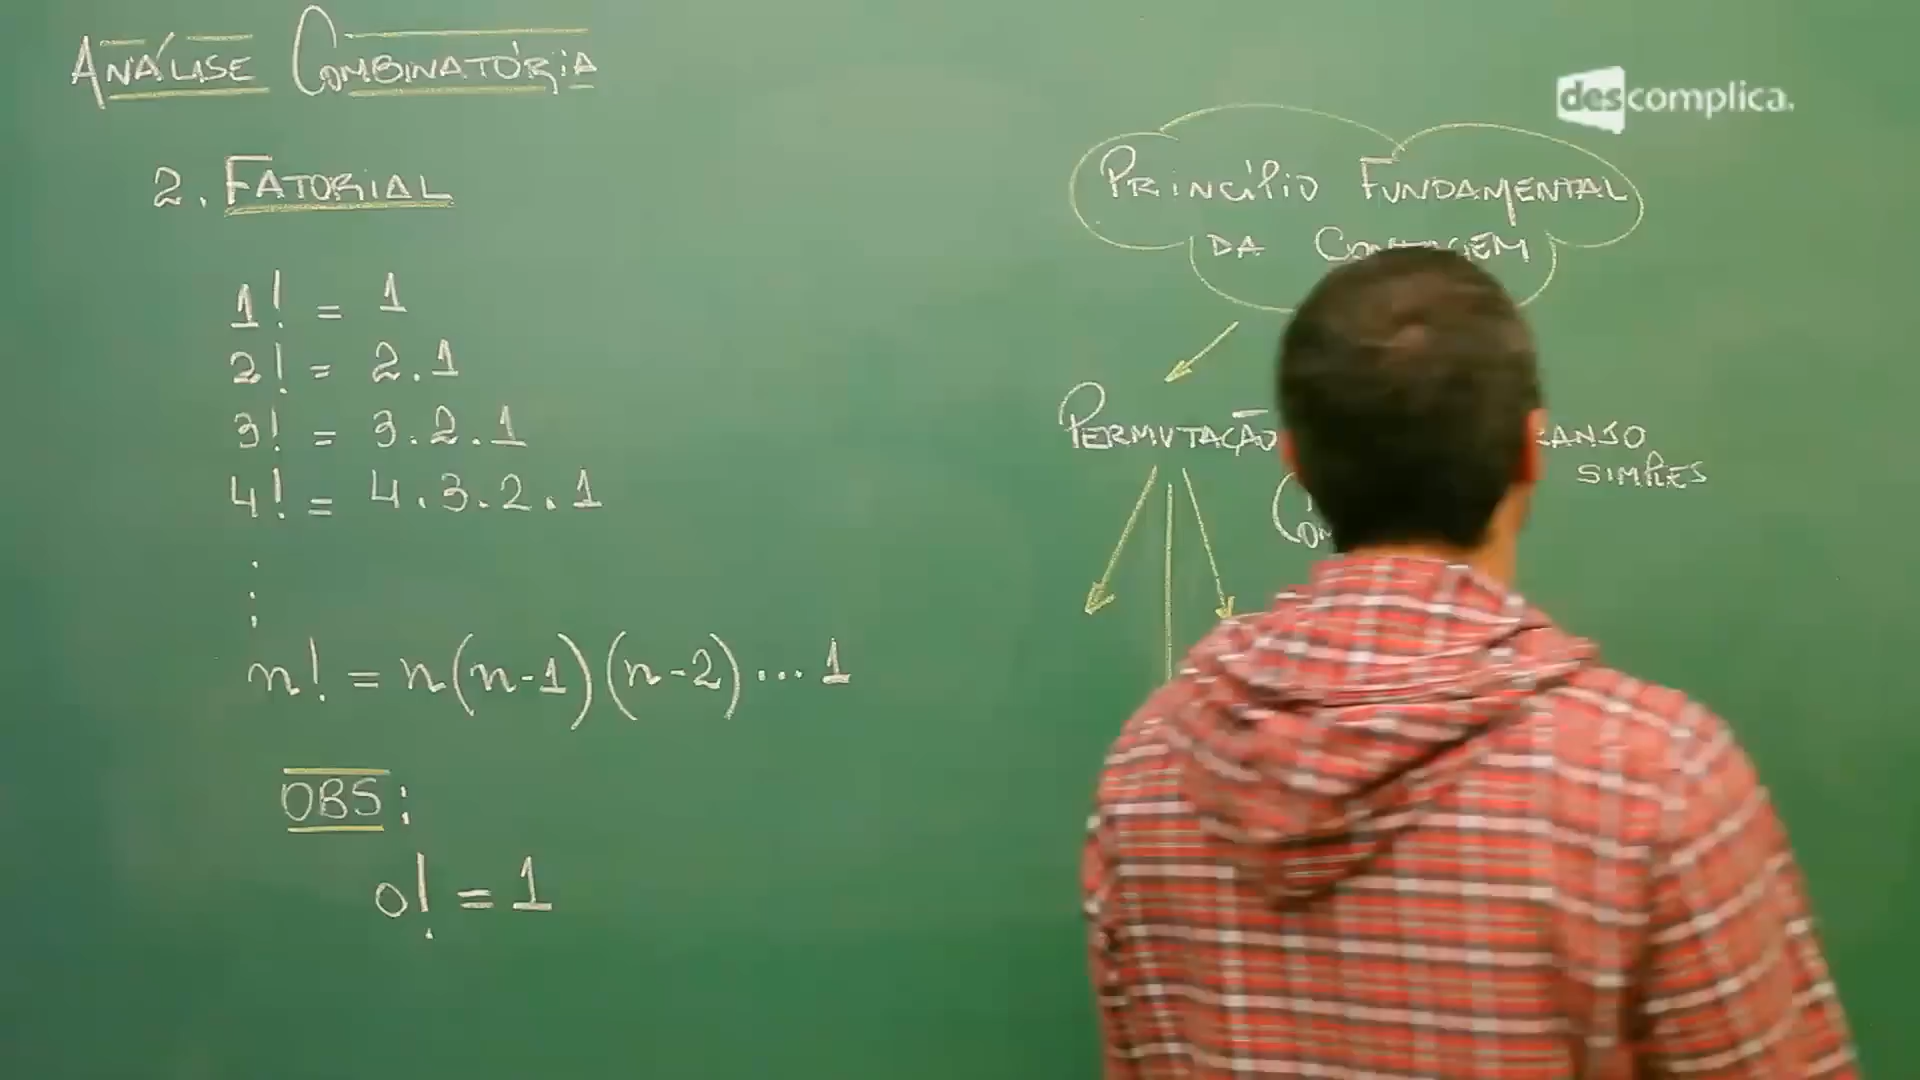 ANÁLISE COMBINATÓRIA
2. FATORIAL
1! = 1
2! = 2.1
3! = 3.2.1
4! = 4.3.2.1
⋮
n! = n(n-1)(n-2)...1
OBS:
0! = 1
descomplica.
PRINCÍPIO FUNDAMENTAL
DA
PERMUTAÇÃO
SIMPLES